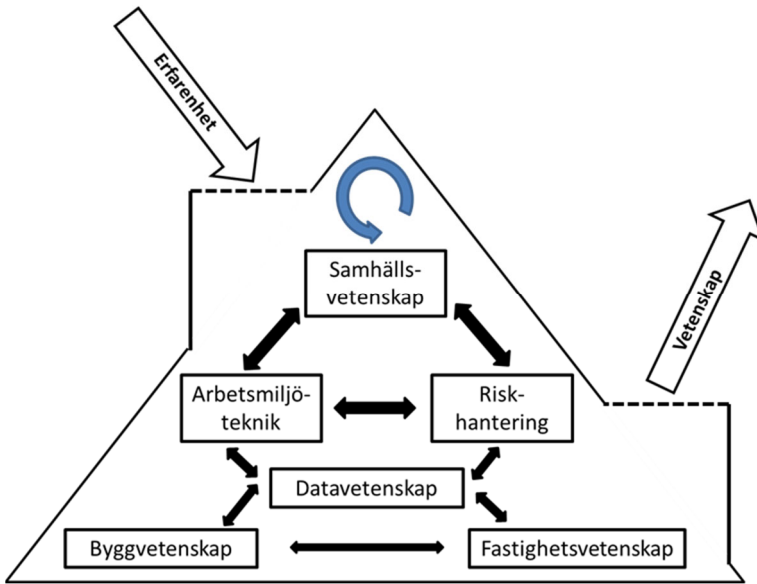 Erfarenhet
Samhälls-
vetenskap
Vetenskap
Arbetsmiljö-
teknik
Risk-
hantering
Datavetenskap
Byggvetenskap
Fastighetsvetenskap